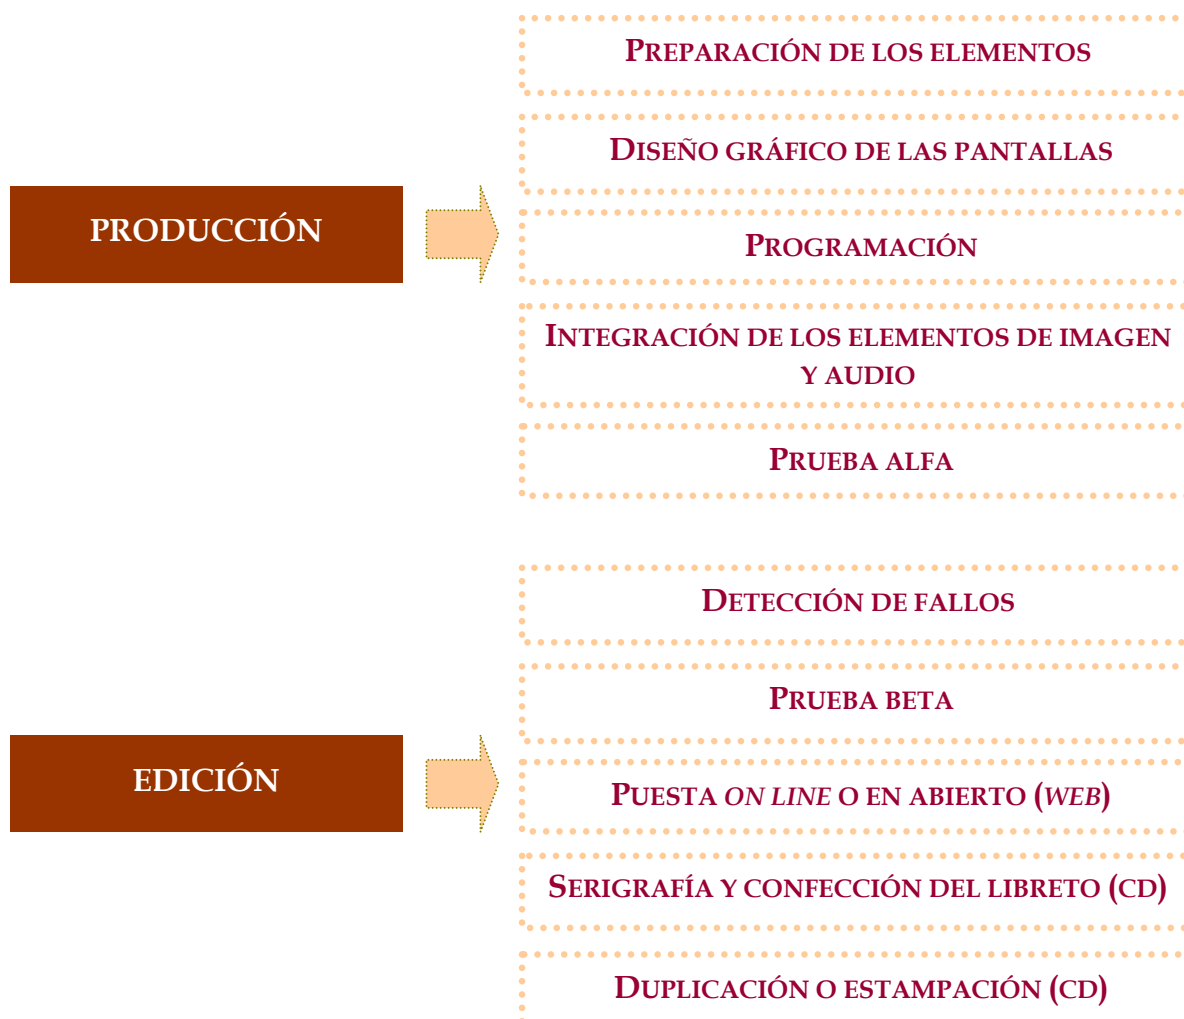 PREPARACIÓN DE LOS ELEMENTOS
DISEÑO GRÁFICO DE LAS PANTALLAS
PRODUCCIÓN
PROGRAMACIÓN
INTEGRACIÓN DE LOS ELEMENTOS DE IMAGEN
Y AUDIO
PRUEBA ALFA
DETECCIÓN DE FALLOS
PRUEBA BETA
EDICIÓN
PUESTA ON LINE O EN ABIERTO (WEB)
SERIGRAFÍA Y CONFECCIÓN DEL LIBRETO (CD)
DUPLICACIÓN O ESTAMPACIÓN (CD)